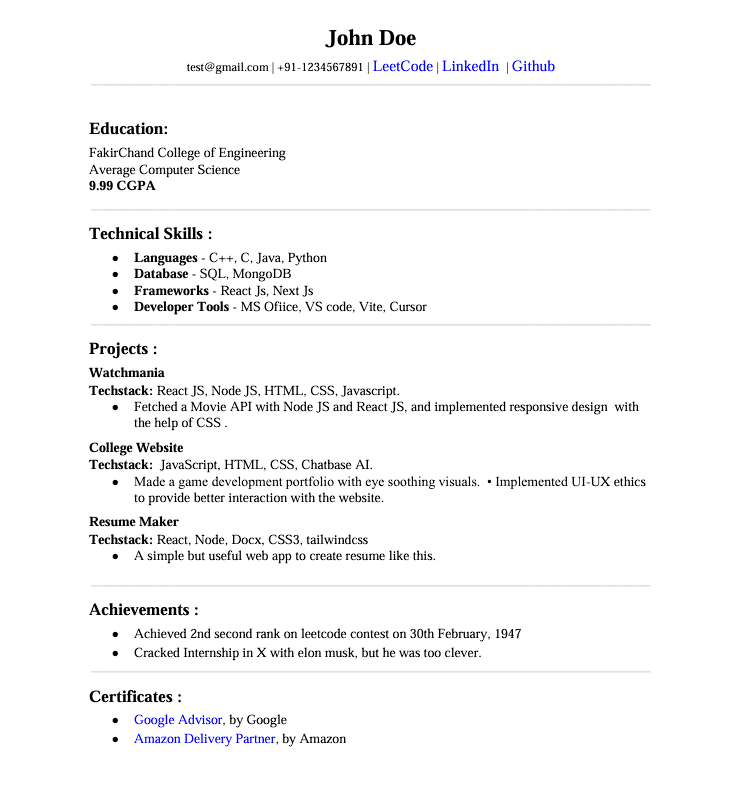 John Doe
test@gmail.com | +91-1234567891 | LeetCode | LinkedIn | Github
Education:
FakirChand College of Engineering
Average Computer Science
9.99 CGPA
Technical Skills :
● Languages - C++, C, Java, Python
● Database - SQL, MongoDB
● Frameworks - React Js, Next Js
● Developer Tools - MS Ofiice, VS code, Vite, Cursor
Projects :
Watchmania
Techstack: React JS, Node JS, HTML, CSS, Javascript.
● Fetched a Movie API with Node JS and React JS, and implemented responsive design with
the help of CSS .
College Website
Techstack: JavaScript, HTML, CSS, Chatbase AI.
● Made a game development portfolio with eye soothing visuals. • Implemented UI-UX ethics
to provide better interaction with the website.
Resume Maker
Techstack: React, Node, Docx, CSS3, tailwindcss
● A simple but useful web app to create resume like this.
Achievements :
● Achieved 2nd second rank on leetcode contest on 30th February, 1947
● Cracked Internship in X with elon musk, but he was too clever.
Certificates :
● Google Advisor, by Google
● Amazon Delivery Partner, by Amazon